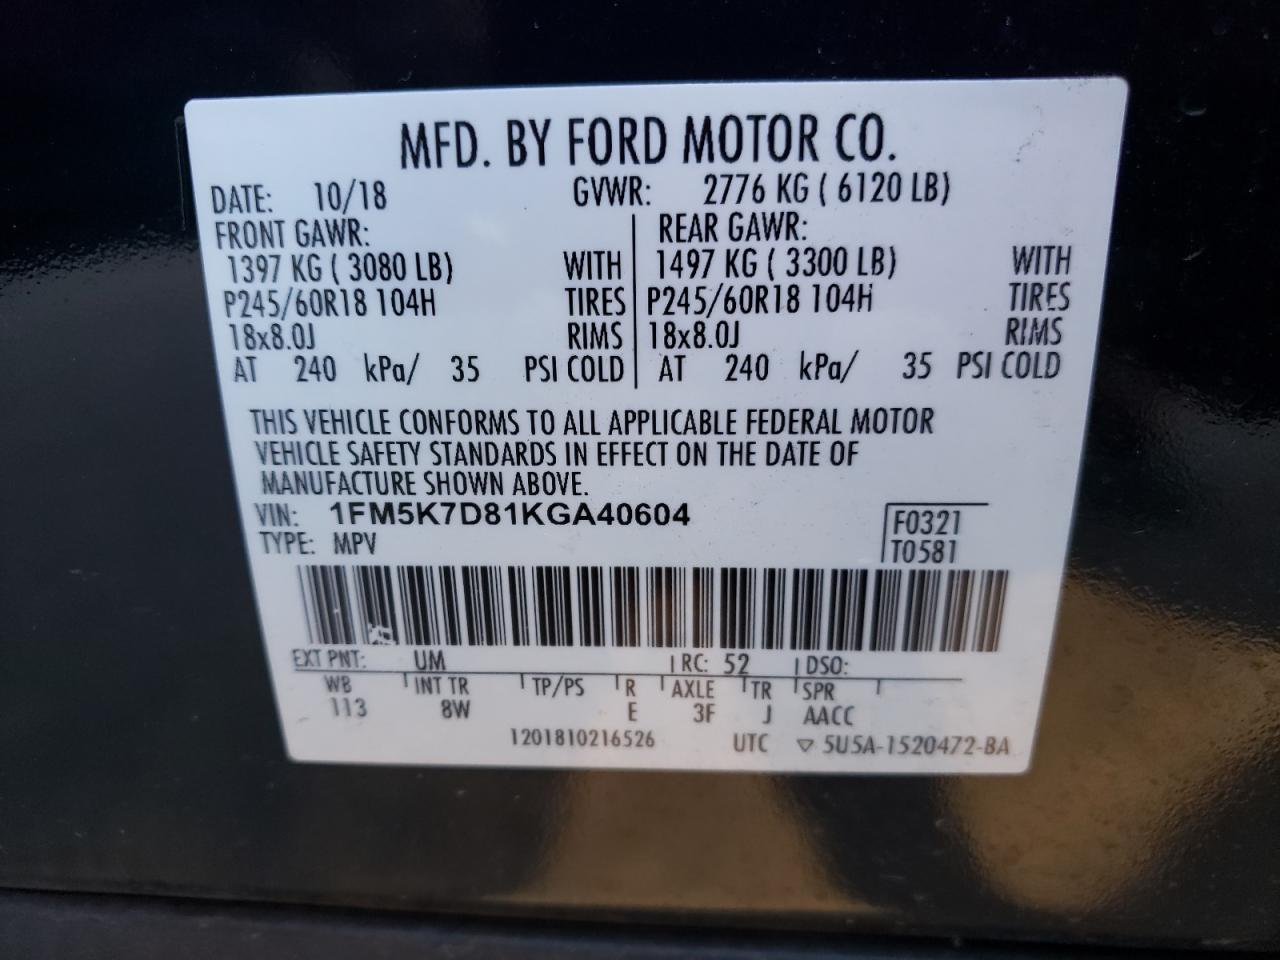 MFD. BY FORD MOTOR CO.
DATE: 10/18 GVWR: 2776 KG ( 6120 LB)
FRONT GAWR: REAR GAWR:
1397 KG ( 3080 LB) WITH 1497 KG ( 3300 LB) WITH
P245/60R18 104H TIRES P245/60R18 104H TIRES
18x8.0J RIMS 18x8.0J RIMS
AT 240 kPa/ 35 PSI COLD AT 240 kPa/ 35 PSI COLD
THIS VEHICLE CONFORMS TO ALL APPLICABLE FEDERAL MOTOR
VEHICLE SAFETY STANDARDS IN EFFECT ON THE DATE OF
MANUFACTURE SHOWN ABOVE.
VIN: 1FM5K7D81KGA40604 F0321
TYPE: MPV T0581
EXT PNT: UM RC: 52 DSO:
WB INT TR TP/PS R AXLE TR SPR
113 8W E 3F J AACC
1201810216526 UTC ▽ 5U5A-1520472-BA